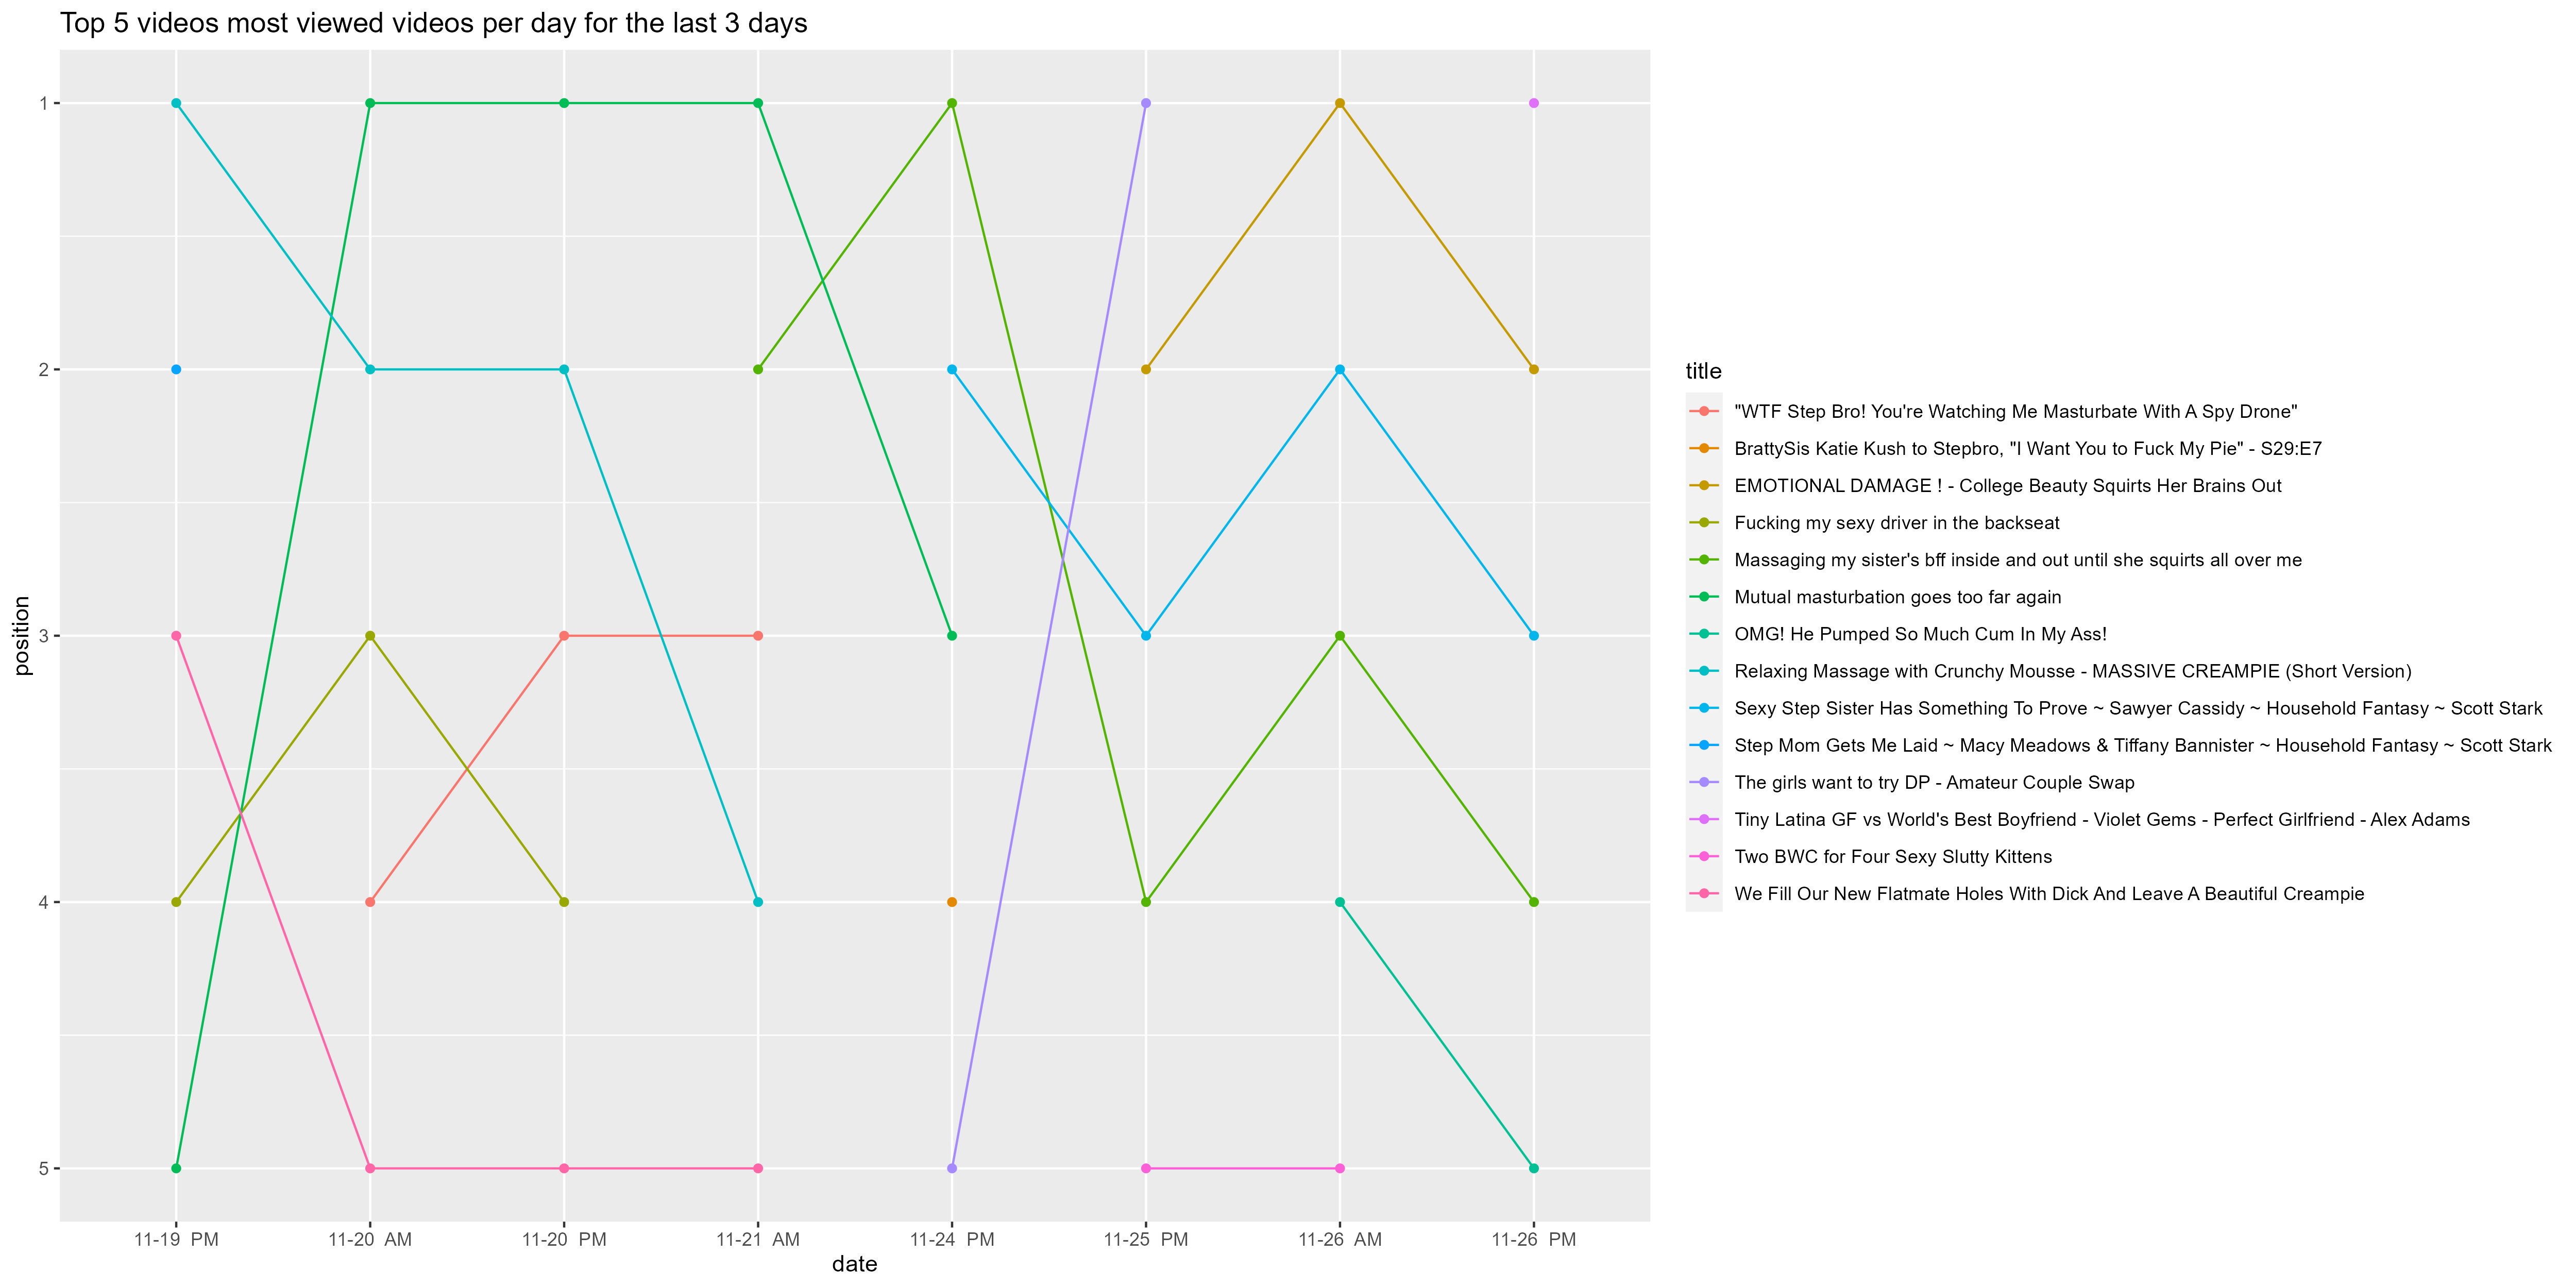 Top 5 videos most viewed videos per day for the last 3 days
position
1
2
3
4
5
11-19 PM
11-20 AM
11-20 PM
11-21 AM
11-24 PM
11-25 PM
11-26 AM
11-26 PM
date
title
"WTF Step Bro! You're Watching Me Masturbate With A Spy Drone"
BrattySis Katie Kush to Stepbro, "I Want You to Fuck My Pie" - S29:E7
EMOTIONAL DAMAGE ! - College Beauty Squirts Her Brains Out
Fucking my sexy driver in the backseat
Massaging my sister's bff inside and out until she squirts all over me
Mutual masturbation goes too far again
OMG! He Pumped So Much Cum In My Ass!
Relaxing Massage with Crunchy Mousse - MASSIVE CREAMPIE (Short Version)
Sexy Step Sister Has Something To Prove ~ Sawyer Cassidy ~ Household Fantasy ~ Scott Stark
Step Mom Gets Me Laid ~ Macy Meadows & Tiffany Bannister ~ Household Fantasy ~ Scott Stark
The girls want to try DP - Amateur Couple Swap
Tiny Latina GF vs World's Best Boyfriend - Violet Gems - Perfect Girlfriend - Alex Adams
Two BWC for Four Sexy Slutty Kittens
We Fill Our New Flatmate Holes With Dick And Leave A Beautiful Creampie